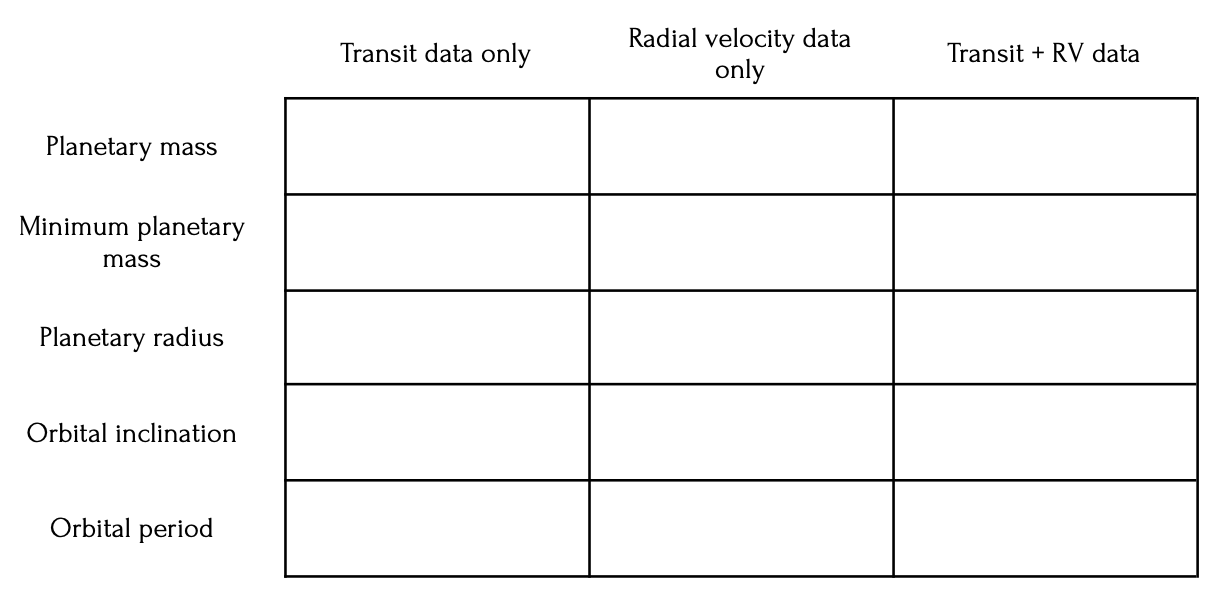 Transit data only
Radial velocity data
only
Transit + RV data
Planetary mass
Minimum planetary
mass
Planetary radius
Orbital inclination
Orbital period